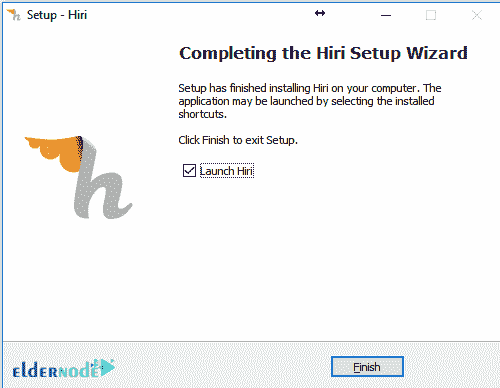 Setup - Hiri
Completing the Hiri Setup Wizard
Setup has finished installing Hiri on your computer. The
application may be launched by selecting the installed
shortcuts.
Click Finish to exit Setup.
Launch Hiri
h
elderNode
Finish